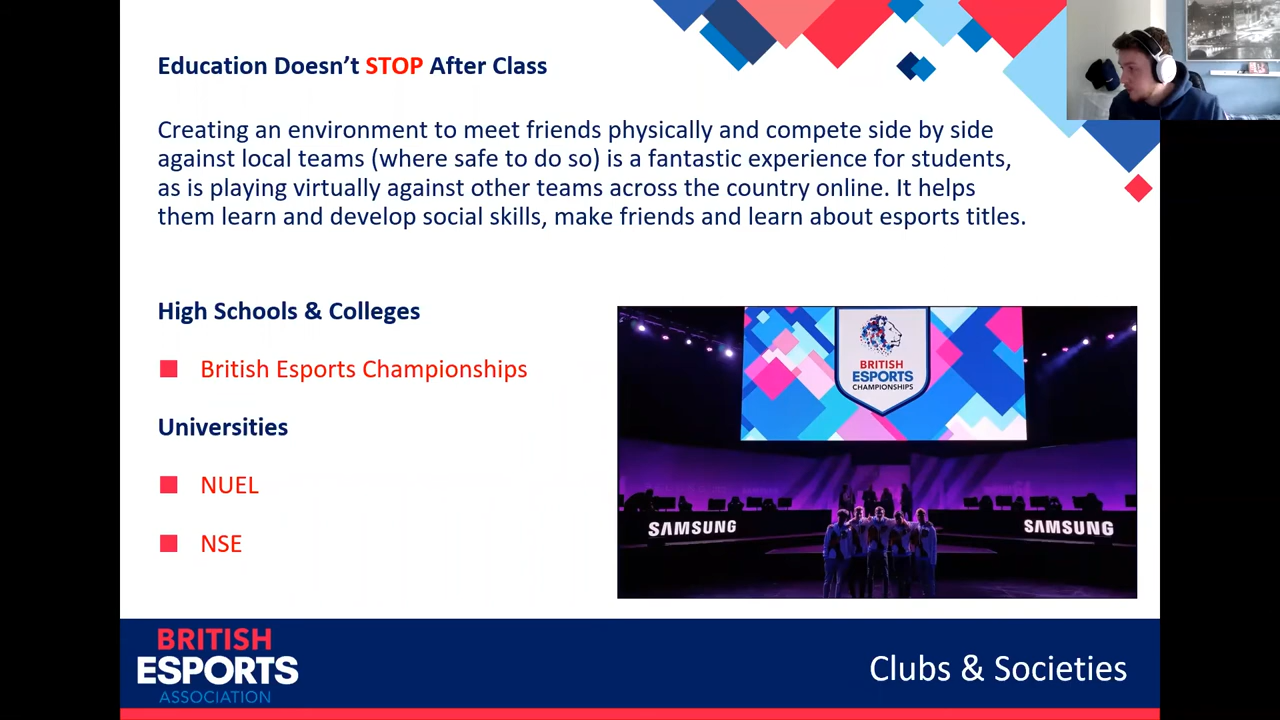 Education Doesn’t STOP After Class
Creating an environment to meet friends physically and compete side by side
against local teams (where safe to do so) is a fantastic experience for students,
as is playing virtually against other teams across the country online. It helps
them learn and develop social skills, make friends and learn about esports titles.
High Schools & Colleges
British Esports Championships
Universities
NUEL
NSE
BRITISH
ESPORTS
CHAMPIONSHIPS
SAMSUNG
SAMSUNG
BRITISH
ESPORTS
ASSOCIATION
Clubs & Societies